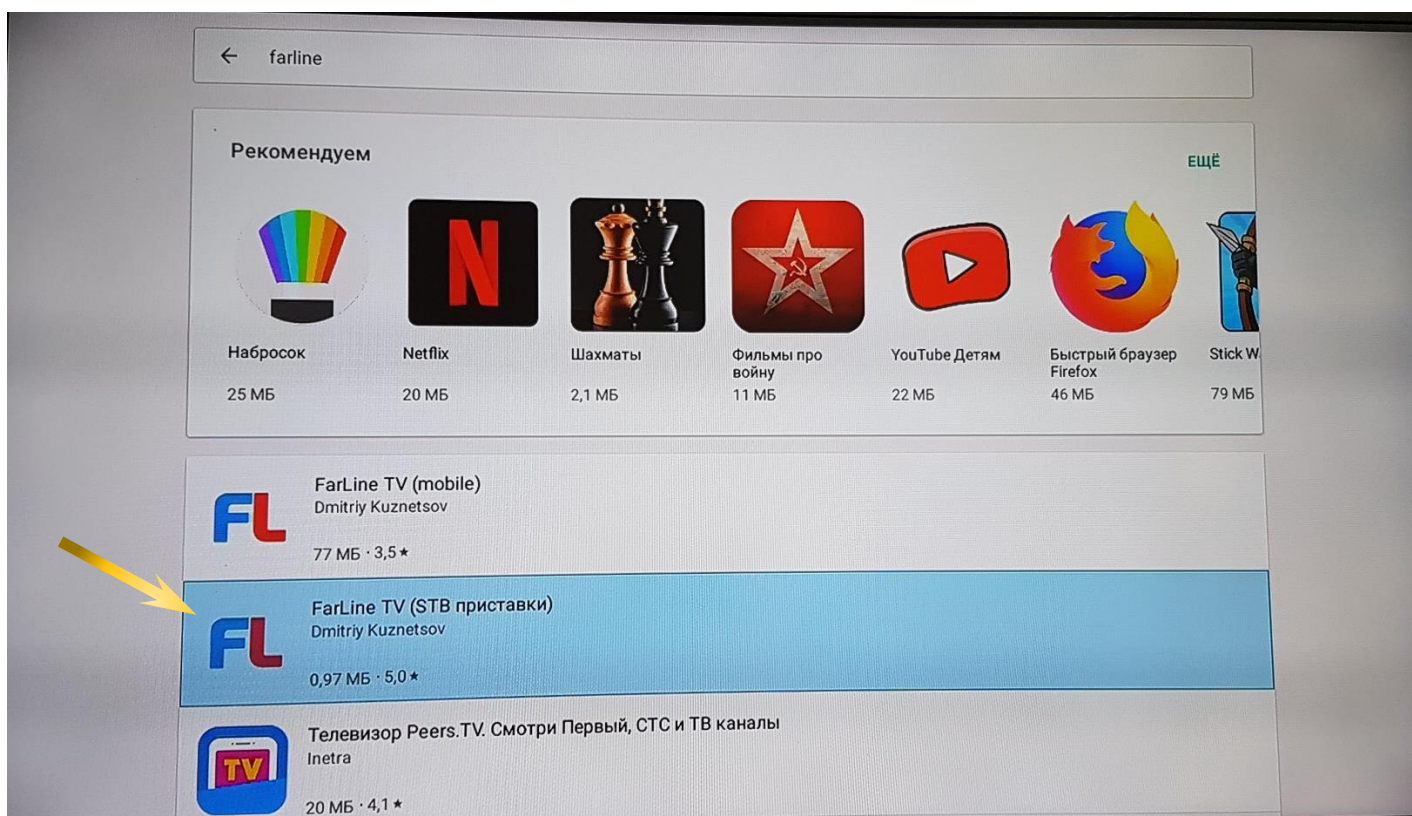 farline
Рекомендуем
ЕЩЁ
N
Набросок
Netflix
Шахматы
Фильмы про
войну
YouTube Детям
Быстрый браузер
Firefox
Stick W
25 МБ
20 МБ
2,1 МБ
11 МБ
22 МБ
46 МБ
79 МБ
FL
FarLine TV (mobile)
Dmitriy Kuznetsov
77 МБ · 3,5 ★
FL
FarLine TV (STB приставки)
Dmitriy Kuznetsov
0,97 МБ · 5,0 ★
TV
Телевизор Peers.TV. Смотри Первый, СТС и ТВ каналы
Inetra
20 МБ · 4,1 ★